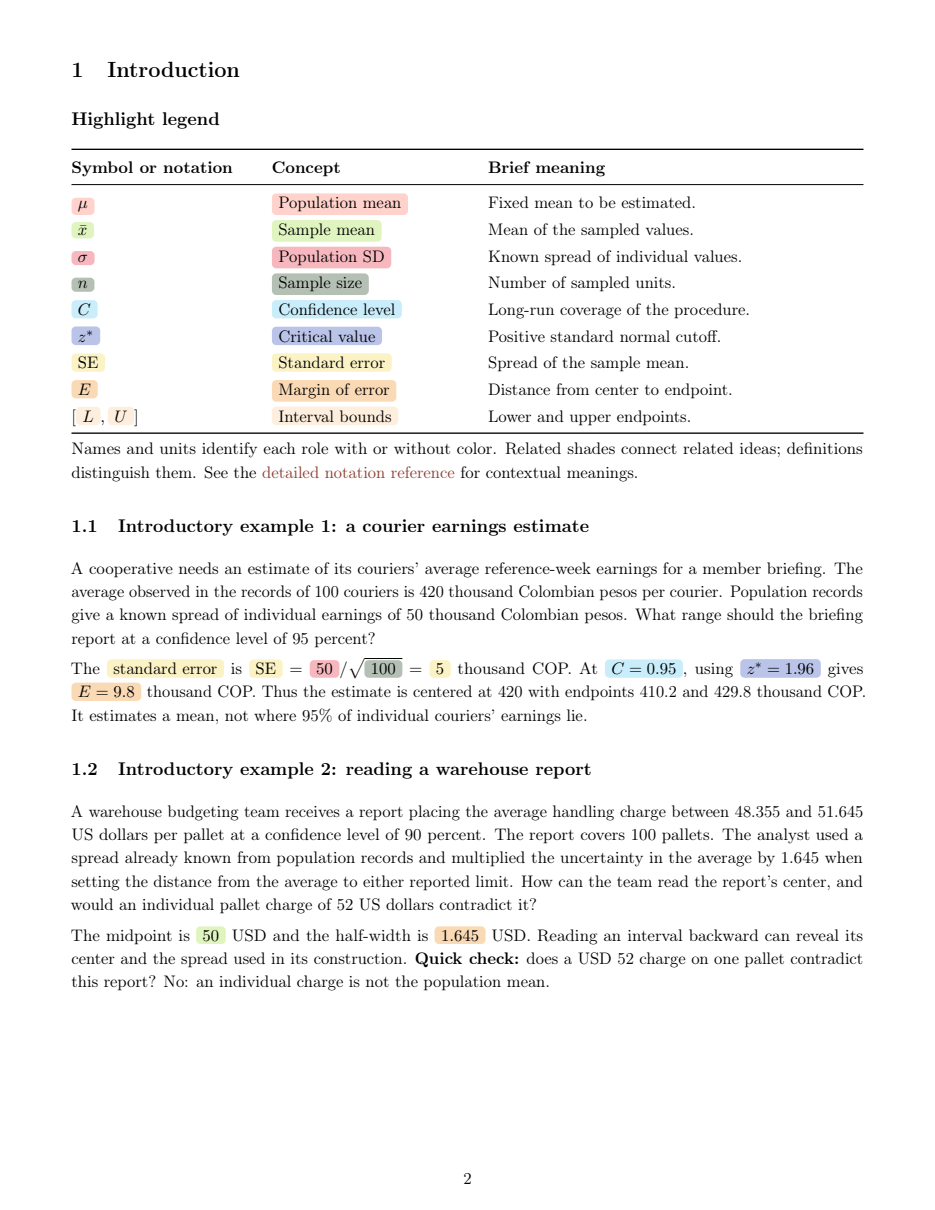 1 Introduction
Highlight legend
Symbol or notation Concept Brief meaning
μ Population mean Fixed mean to be estimated.
x̄ Sample mean Mean of the sampled values.
σ Population SD Known spread of individual values.
n Sample size Number of sampled units.
C Confidence level Long-run coverage of the procedure.
z* Critical value Positive standard normal cutoff.
SE Standard error Spread of the sample mean.
E Margin of error Distance from center to endpoint.
[ L , U ] Interval bounds Lower and upper endpoints.
Names and units identify each role with or without color. Related shades connect related ideas; definitions
distinguish them. See the detailed notation reference for contextual meanings.
1.1 Introductory example 1: a courier earnings estimate
A cooperative needs an estimate of its couriers' average reference-week earnings for a member briefing. The
average observed in the records of 100 couriers is 420 thousand Colombian pesos per courier. Population records
give a known spread of individual earnings of 50 thousand Colombian pesos. What range should the briefing
report at a confidence level of 95 percent?
The standard error is SE = 50 /√100 = 5 thousand COP. At C = 0.95 , using z* = 1.96 gives
E = 9.8 thousand COP. Thus the estimate is centered at 420 with endpoints 410.2 and 429.8 thousand COP.
It estimates a mean, not where 95% of individual couriers' earnings lie.
1.2 Introductory example 2: reading a warehouse report
A warehouse budgeting team receives a report placing the average handling charge between 48.355 and 51.645
US dollars per pallet at a confidence level of 90 percent. The report covers 100 pallets. The analyst used a
spread already known from population records and multiplied the uncertainty in the average by 1.645 when
setting the distance from the average to either reported limit. How can the team read the report's center, and
would an individual pallet charge of 52 US dollars contradict it?
The midpoint is 50 USD and the half-width is 1.645 USD. Reading an interval backward can reveal its
center and the spread used in its construction. Quick check: does a USD 52 charge on one pallet contradict
this report? No: an individual charge is not the population mean.
2